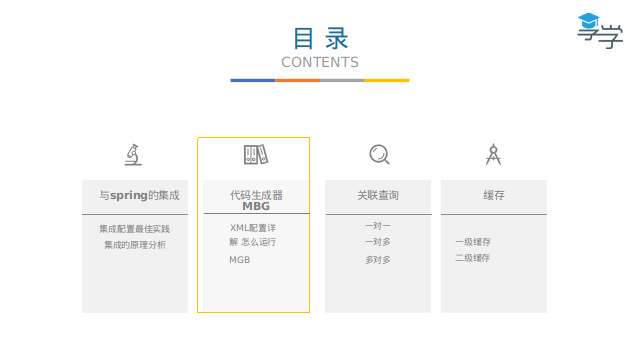 目 录
CONTENTS
学学
与spring的集成
集成配置最佳实践
集成的原理分析
代码生成器
MBG
XML配置详
解 怎么运行
MGB
关联查询
一对一
一对多
多对多
缓存
一级缓存
二级缓存